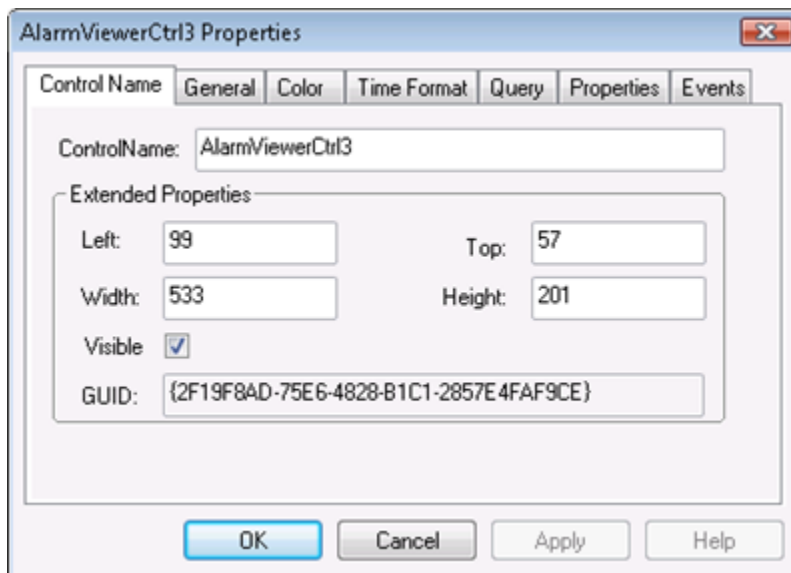 AlarmViewerCtrl3 Properties
Control Name General Color Time Format Query Properties Events
ControlName: AlarmViewerCtrl3
Extended Properties
Left: 99 Top: 57
Width: 533 Height: 201
Visible
GUID: {2F19F8AD-75E6-4828-B1C1-2857E4FAF9CE}
OK Cancel Apply Help